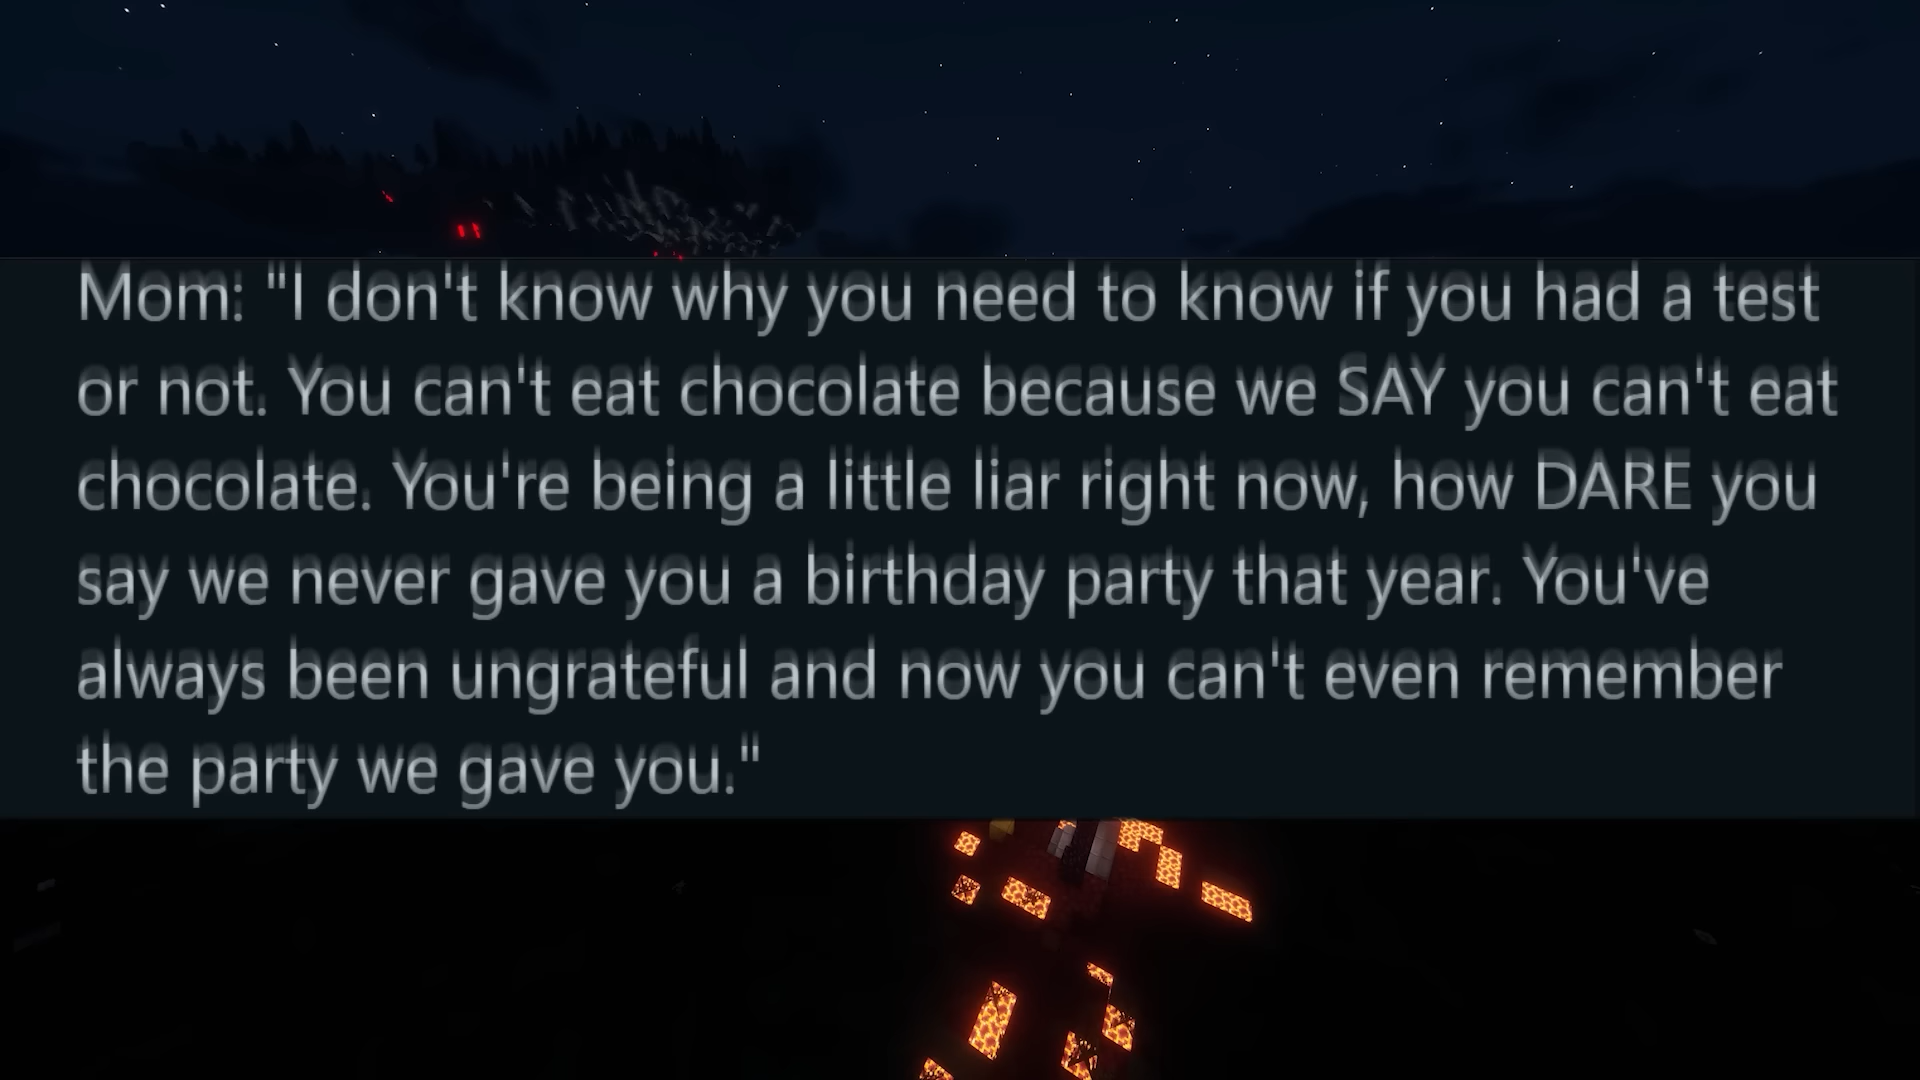 Mom: "I don't know why you need to know if you had a test
or not. You can't eat chocolate because we SAY you can't eat
chocolate. You're being a little liar right now, how DARE you
say we never gave you a birthday party that year. You've
always been ungrateful and now you can't even remember
the party we gave you."